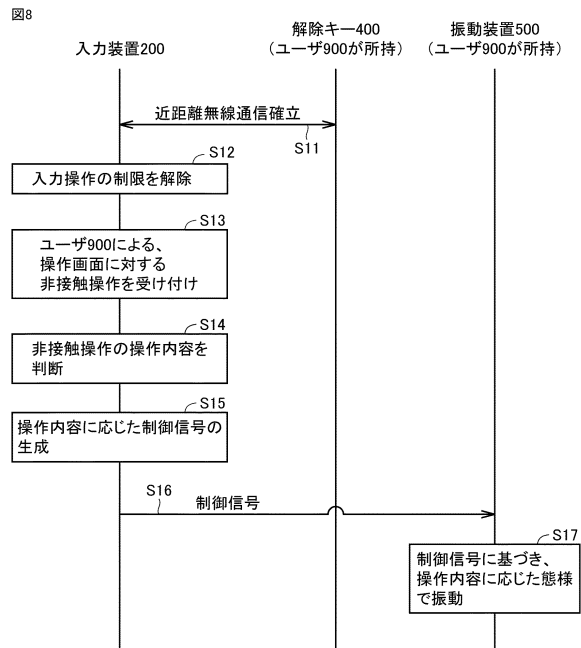 図8
入力装置200
解除キー400
（ユーザ900が所持）
振動装置500
（ユーザ900が所持）
近距離無線通信確立
S11
S12
入力操作の制限を解除
S13
ユーザ900による、
操作画面に対する
非接触操作を受け付け
S14
非接触操作の操作内容を
判断
S15
操作内容に応じた制御信号の
生成
S16
制御信号
S17
制御信号に基づき、
操作内容に応じた態様
で振動